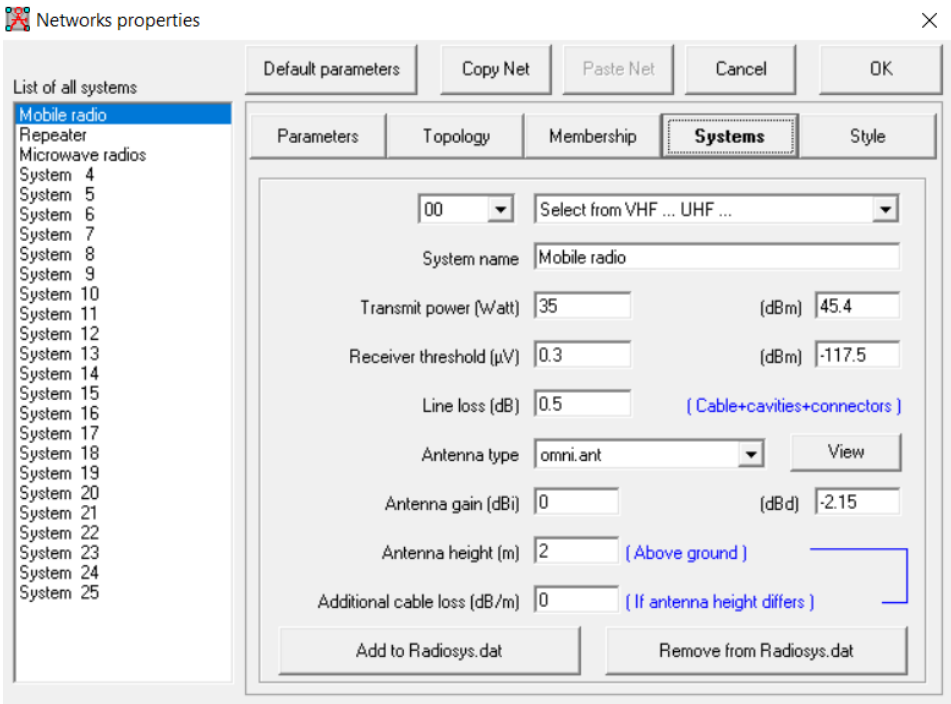 Networks properties
Default parameters Copy Net Paste Net Cancel OK
List of all systems
Mobile radio
Repeater
Microwave radios
System 4
System 5
System 6
System 7
System 8
System 9
System 10
System 11
System 12
System 13
System 14
System 15
System 16
System 17
System 18
System 19
System 20
System 21
System 22
System 23
System 24
System 25
Parameters Topology Membership Systems Style
00 Select from VHF ... UHF ...
System name Mobile radio
Transmit power (Watt) 35 (dBm) 45.4
Receiver threshold (µV) 0.3 (dBm) -117.5
Line loss (dB) 0.5 ( Cable+cavities+connectors )
Antenna type omni.ant View
Antenna gain (dBi) 0 (dBd) -2.15
Antenna height (m) 2 ( Above ground )
Additional cable loss (dB/m) 0 ( If antenna height differs )
Add to Radiosys.dat Remove from Radiosys.dat